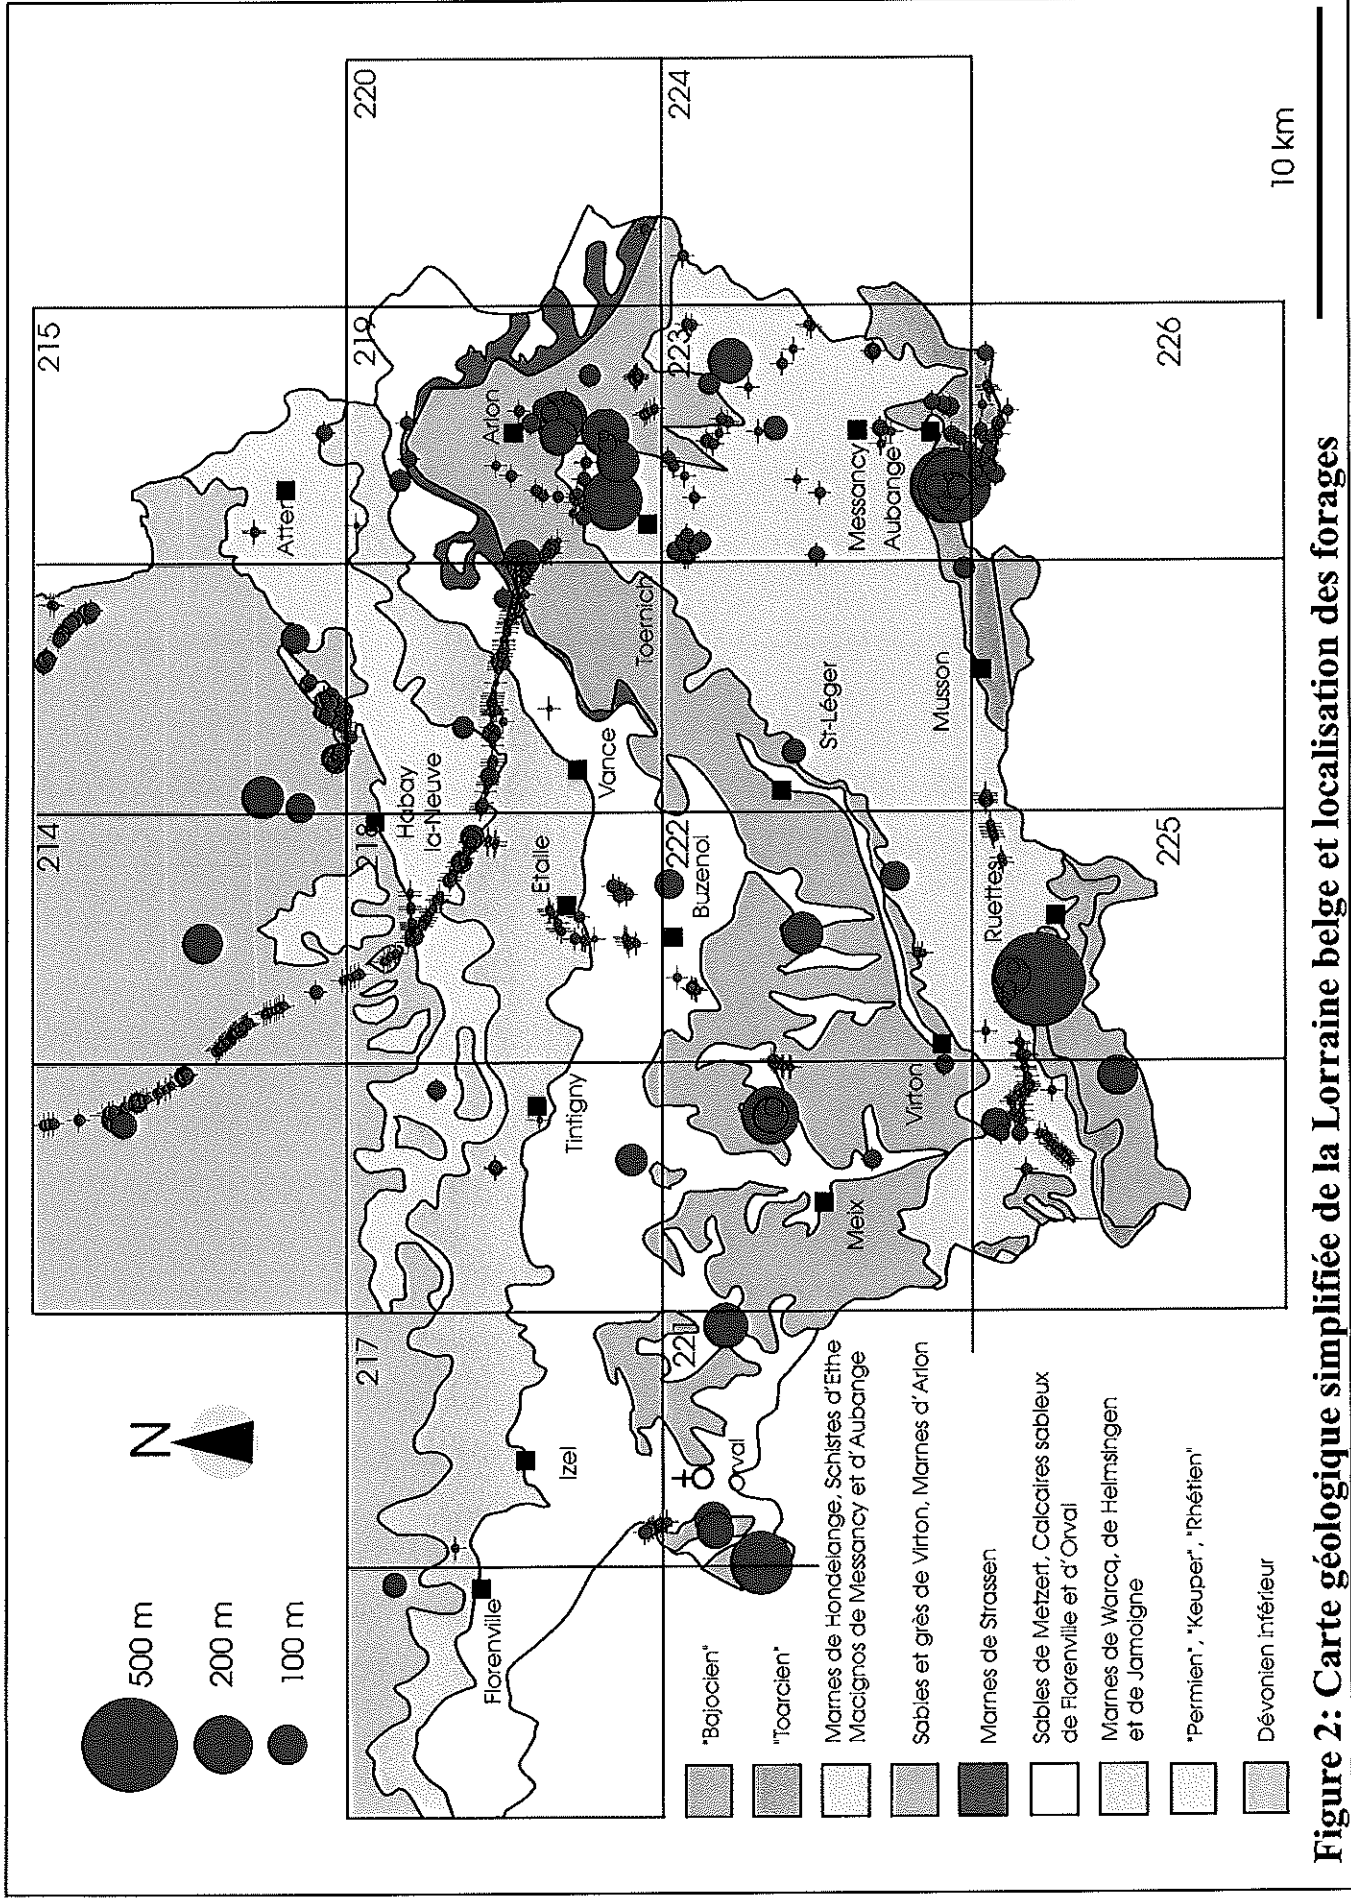 500 m
200 m
100 m
N
214
215
217
218
219
220
221
222
223
224
225
226
Attert
Habay
la-Neuve
Arlon
Florenville
Izel
Tintigny
Etalle
Vance
Toernich
Buzenol
Orval
St-Léger
Meix
Virton
Messancy
Aubange
Musson
Ruettes
10 km
"Bajocien"
"Toarcien"
Marnes de Hondelange, Schistes d'Ethe
Macignos de Messancy et d'Aubange
Sables et grès de Virton, Marnes d'Arlon
Marnes de Strassen
Sables de Metzert, Calcaires sableux
de Florenville et d'Orval
Marnes de Warcq, de Helmsingen
et de Jamoigne
"Permien", "Keuper", "Rhétien"
Dévonien inférieur
Figure 2: Carte géologique simplifiée de la Lorraine belge et localisation des forages